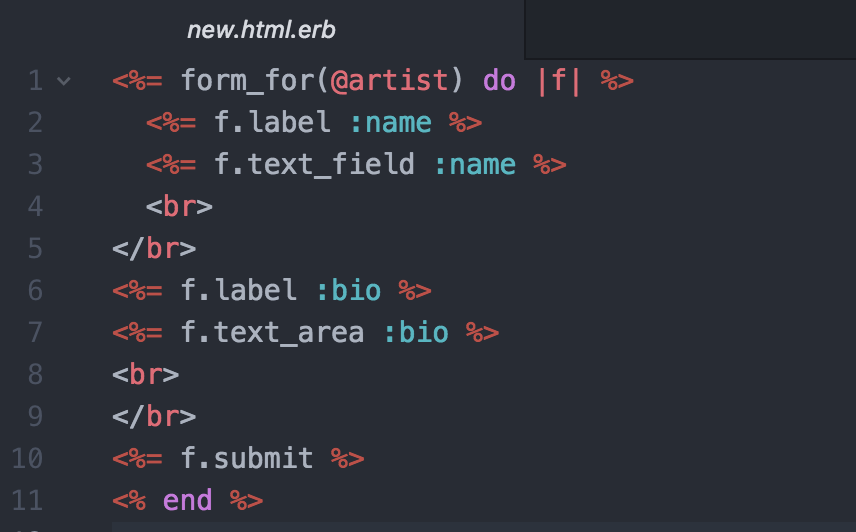 new.html.erb
1 <%= form_for(@artist) do |f| %>
2 <%= f.label :name %>
3 <%= f.text_field :name %>
4 <br>
5 </br>
6 <%= f.label :bio %>
7 <%= f.text_area :bio %>
8 <br>
9 </br>
10 <%= f.submit %>
11 <% end %>